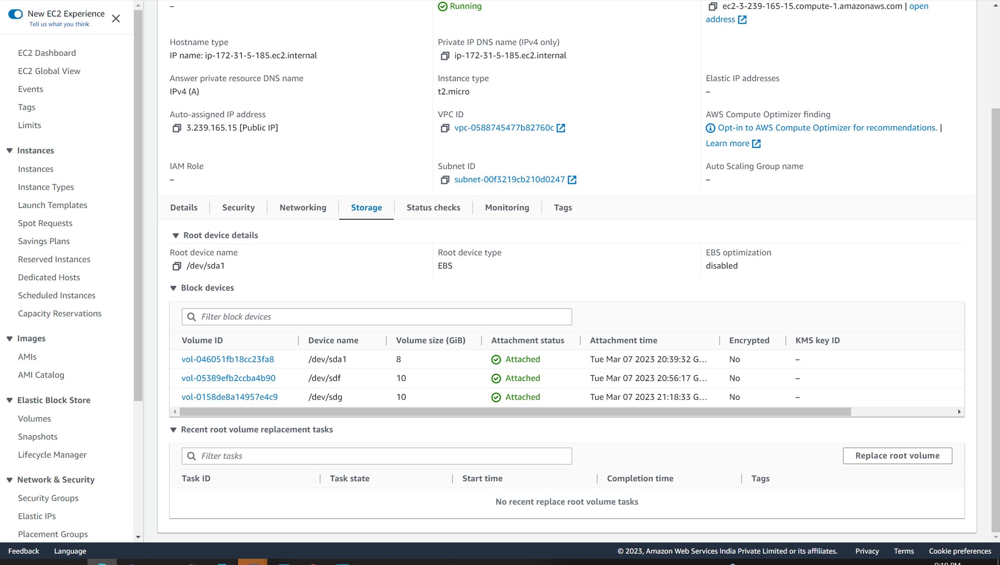 New EC2 Experience
Tell us what you think
EC2 Dashboard
EC2 Global View
Events
Tags
Limits
Instances
Instances
Instance Types
Launch Templates
Spot Requests
Savings Plans
Reserved Instances
Dedicated Hosts
Scheduled Instances
Capacity Reservations
Images
AMIs
AMI Catalog
Elastic Block Store
Volumes
Snapshots
Lifecycle Manager
Network & Security
Security Groups
Elastic IPs
Placement Groups
–
Running
ec2-3-239-165-15.compute-1.amazonaws.com | open
address
Hostname type
IP name: ip-172-31-5-185.ec2.internal
Private IP DNS name (IPv4 only)
ip-172-31-5-185.ec2.internal
Answer private resource DNS name
IPv4 (A)
Instance type
t2.micro
Elastic IP addresses
–
Auto-assigned IP address
3.239.165.15 [Public IP]
VPC ID
vpc-0588745477b82760c
AWS Compute Optimizer finding
Opt-in to AWS Compute Optimizer for recommendations. |
Learn more
IAM Role
–
Subnet ID
subnet-00f3219cb210d0247
Auto Scaling Group name
–
Details Security Networking Storage Status checks Monitoring Tags
Root device details
Root device name
/dev/sda1
Root device type
EBS
EBS optimization
disabled
Block devices
Filter block devices
Volume ID Device name Volume size (GiB) Attachment status Attachment time Encrypted KMS key ID
vol-046051fb18cc23fa8 /dev/sda1 8 Attached Tue Mar 07 2023 20:39:32 G… No –
vol-05389efb2ccba4b90 /dev/sdf 10 Attached Tue Mar 07 2023 20:56:17 G… No –
vol-0158de8a14957e4c9 /dev/sdg 10 Attached Tue Mar 07 2023 21:18:33 G… No –
Recent root volume replacement tasks
Filter tasks
Replace root volume
Task ID Task state Start time Completion time Tags
No recent replace root volume tasks
Feedback Language © 2023, Amazon Web Services India Private Limited or its affiliates. Privacy Terms Cookie preferences